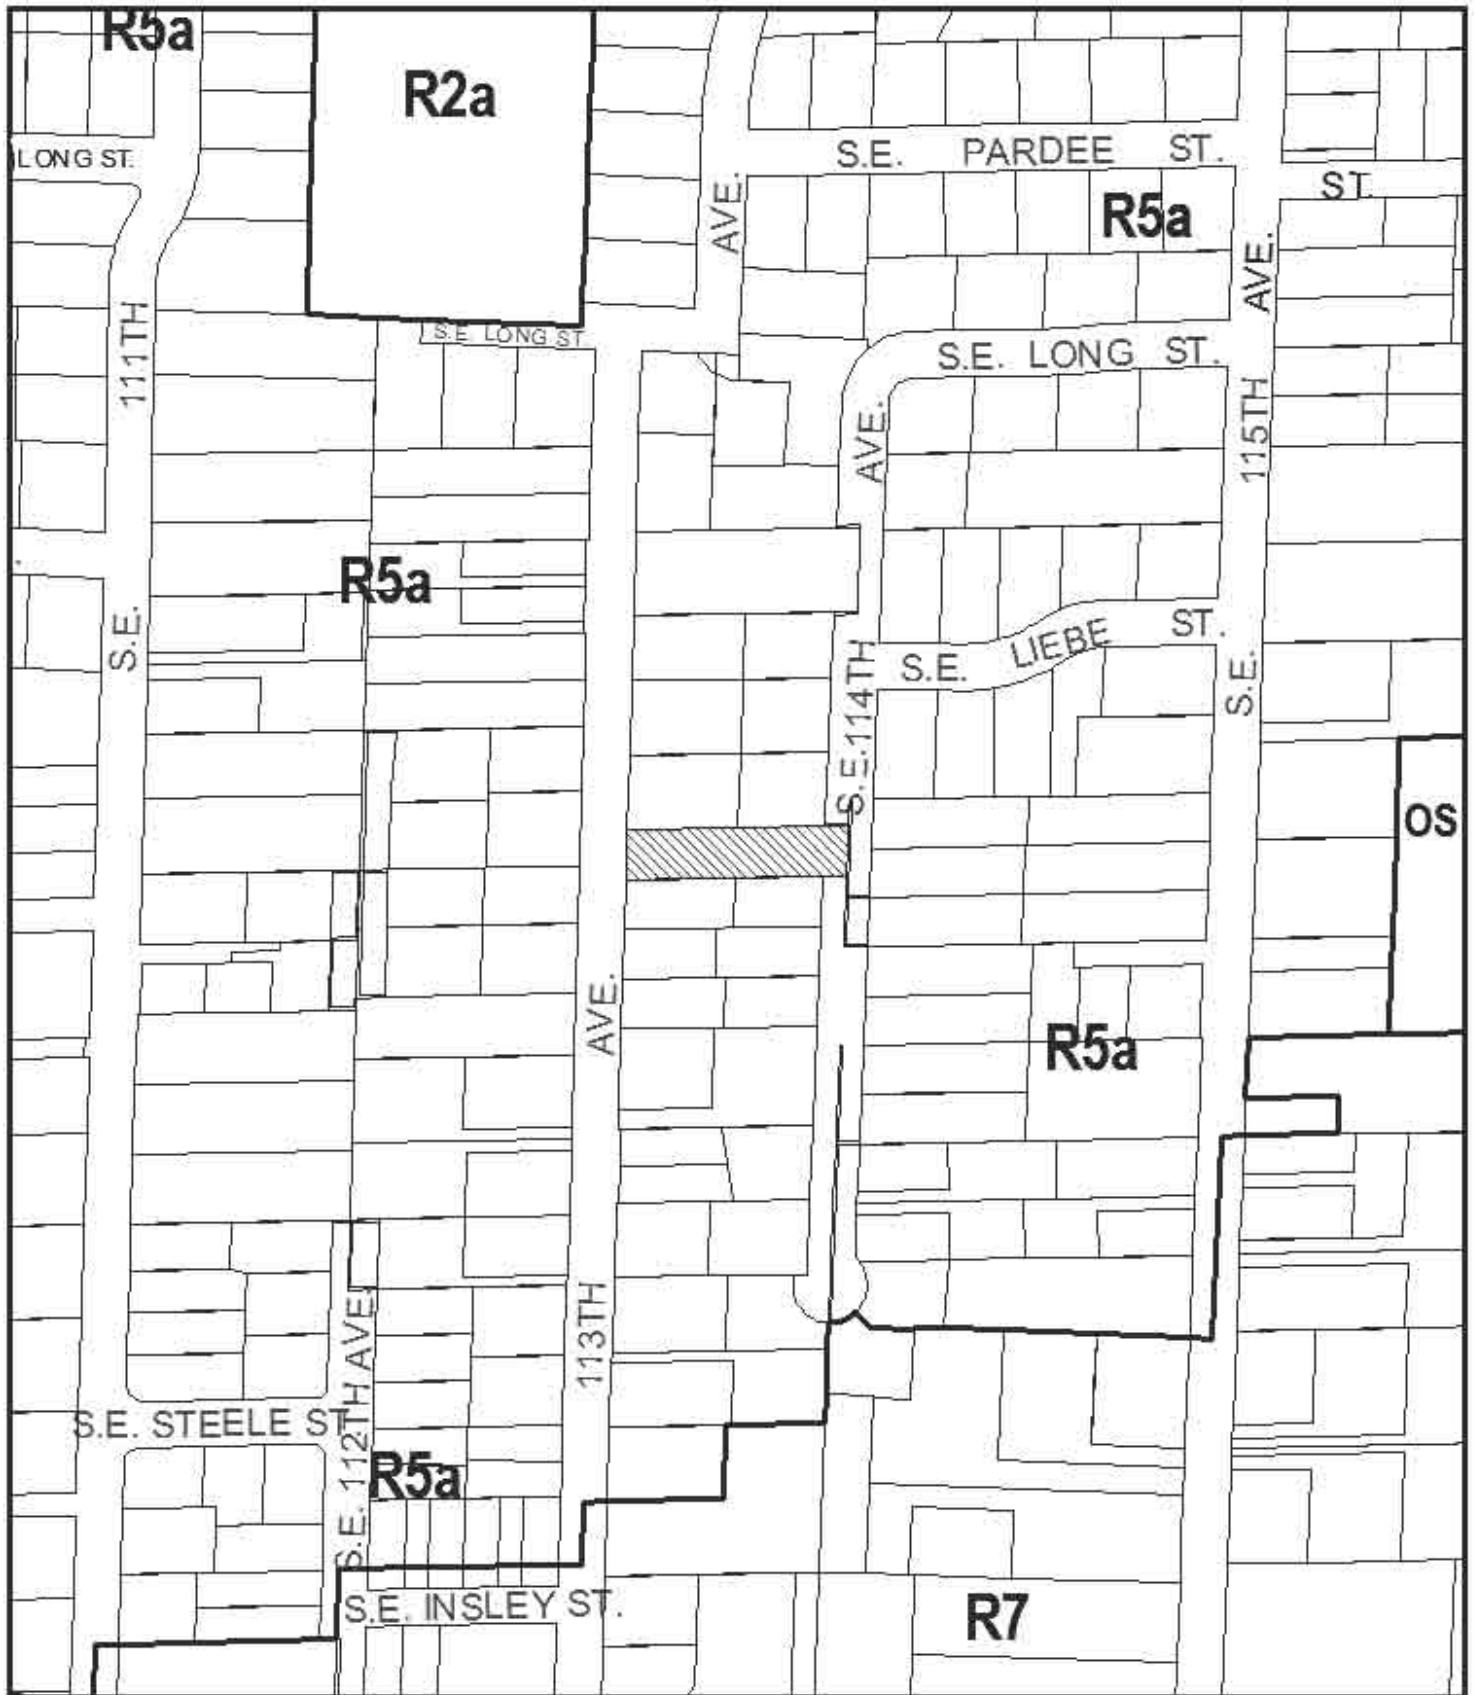 R5a
R2a
LONG ST.
S.E. PARDEE ST.
ST.
AVE.
R5a
AVE.
111TH
S.E. LONG ST.
S.E. LONG ST.
AVE.
115TH
R5a
S.E.
S.E. LIEBE ST.
S.E. 114TH
S.E.
OS
AVE.
R5a
113TH
S.E. STEELE ST.
S.E. 112TH AVE.
R5a
S.E. INSLEY ST.
R7